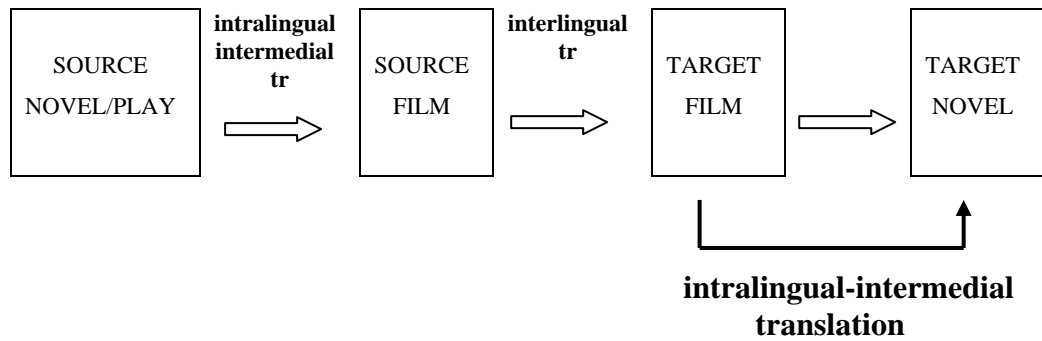 SOURCE
NOVEL/PLAY
intralingual
intermedial
tr
SOURCE
FILM
interlingual
tr
TARGET
FILM
TARGET
NOVEL
intralingual-intermedial
translation